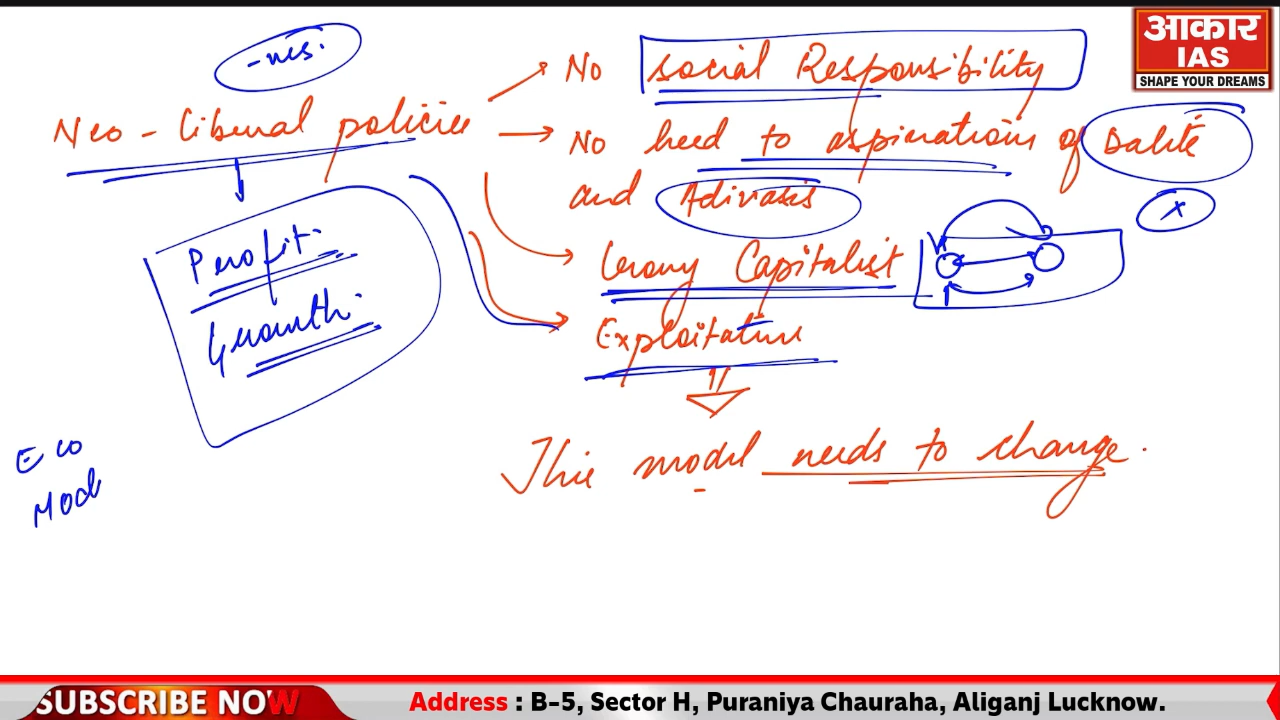 आकार
IAS
SHAPE YOUR DREAMS
-ves.
No social Responsibility
Neo-liberal policies
No heed to aspirations of Dalits
and Adivasis
x
Profit.
Crony Capitalist
Growth.
Exploitative
This model needs to change.
Eco
Mod
SUBSCRIBE NOW
Address : B-5, Sector H, Puraniya Chauraha, Aliganj Lucknow.